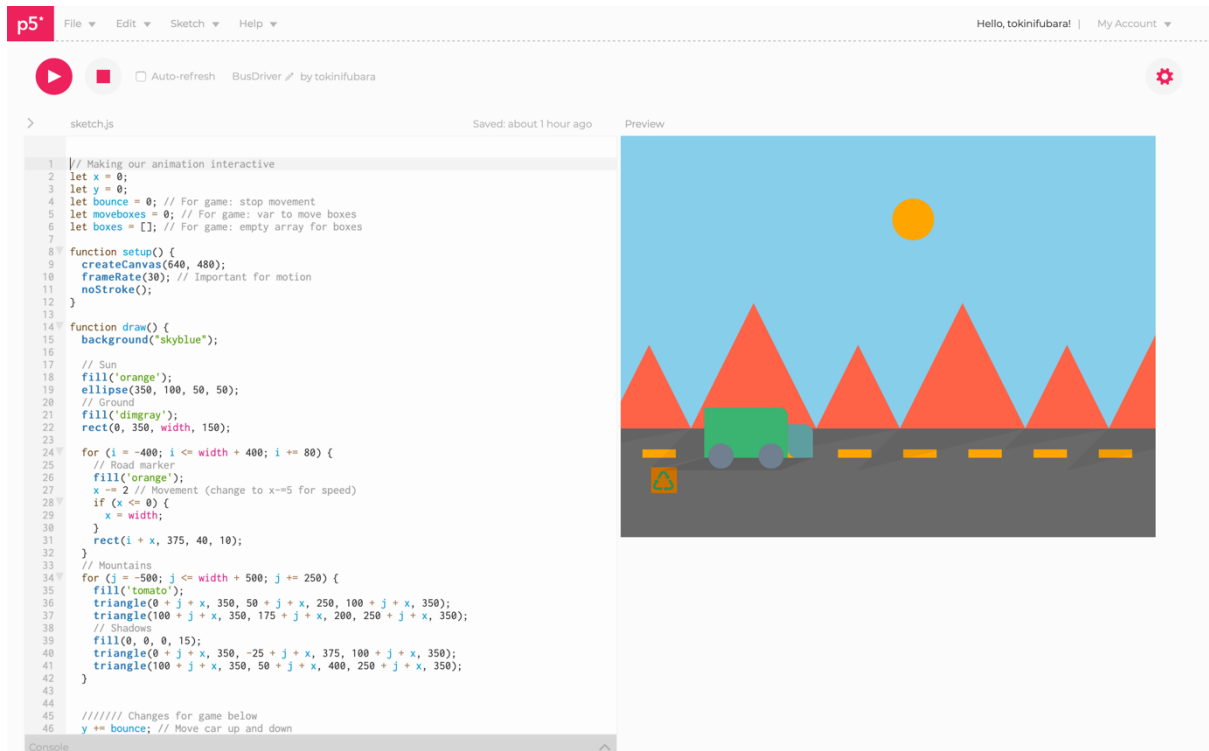 p5* File Edit Sketch Help Hello, tokinifubara! | My Account
Auto-refresh BusDriver by tokinifubara
sketch.js Saved: about 1 hour ago Preview
1 // Making our animation interactive
2 let x = 0;
3 let y = 0;
4 let bounce = 0; // For game: stop movement
5 let moveboxes = 0; // For game: var to move boxes
6 let boxes = []; // For game: empty array for boxes
7
8 function setup() {
9 createCanvas(640, 480);
10 frameRate(30); // Important for motion
11 noStroke();
12 }
13
14 function draw() {
15 background("skyblue");
16
17 // Sun
18 fill('orange');
19 ellipse(350, 100, 50, 50);
20 // Ground
21 fill('dimgray');
22 rect(0, 350, width, 150);
23
24 for (i = -400; i <= width + 400; i += 80) {
25 // Road marker
26 fill('orange');
27 x -= 2 // Movement (change to x-=5 for speed)
28 if (x <= 0) {
29 x = width;
30 }
31 rect(i + x, 375, 40, 10);
32 }
33 // Mountains
34 for (j = -500; j <= width + 500; j += 250) {
35 fill('tomato');
36 triangle(0 + j + x, 350, 50 + j + x, 250, 100 + j + x, 350);
37 triangle(100 + j + x, 350, 175 + j + x, 200, 250 + j + x, 350);
38 // Shadows
39 fill(0, 0, 0, 15);
40 triangle(0 + j + x, 350, -25 + j + x, 375, 100 + j + x, 350);
41 triangle(100 + j + x, 350, 50 + j + x, 400, 250 + j + x, 350);
42 }
43
44
45 /////// Changes for game below
46 y += bounce; // Move car up and down
Console